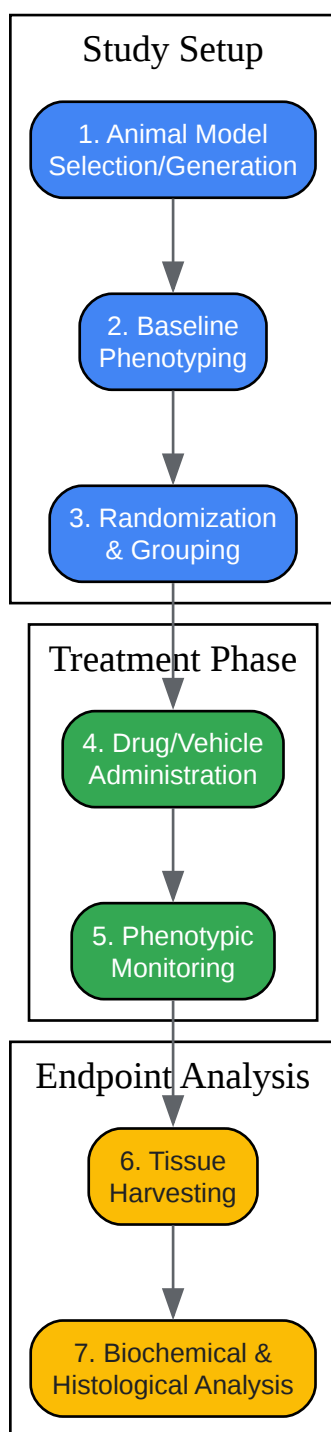 Study Setup
1. Animal Model
Selection/Generation
2. Baseline
Phenotyping
3. Randomization
& Grouping
Treatment Phase
4. Drug/Vehicle
Administration
5. Phenotypic
Monitoring
Endpoint Analysis
6. Tissue
Harvesting
7. Biochemical &
Histological Analysis